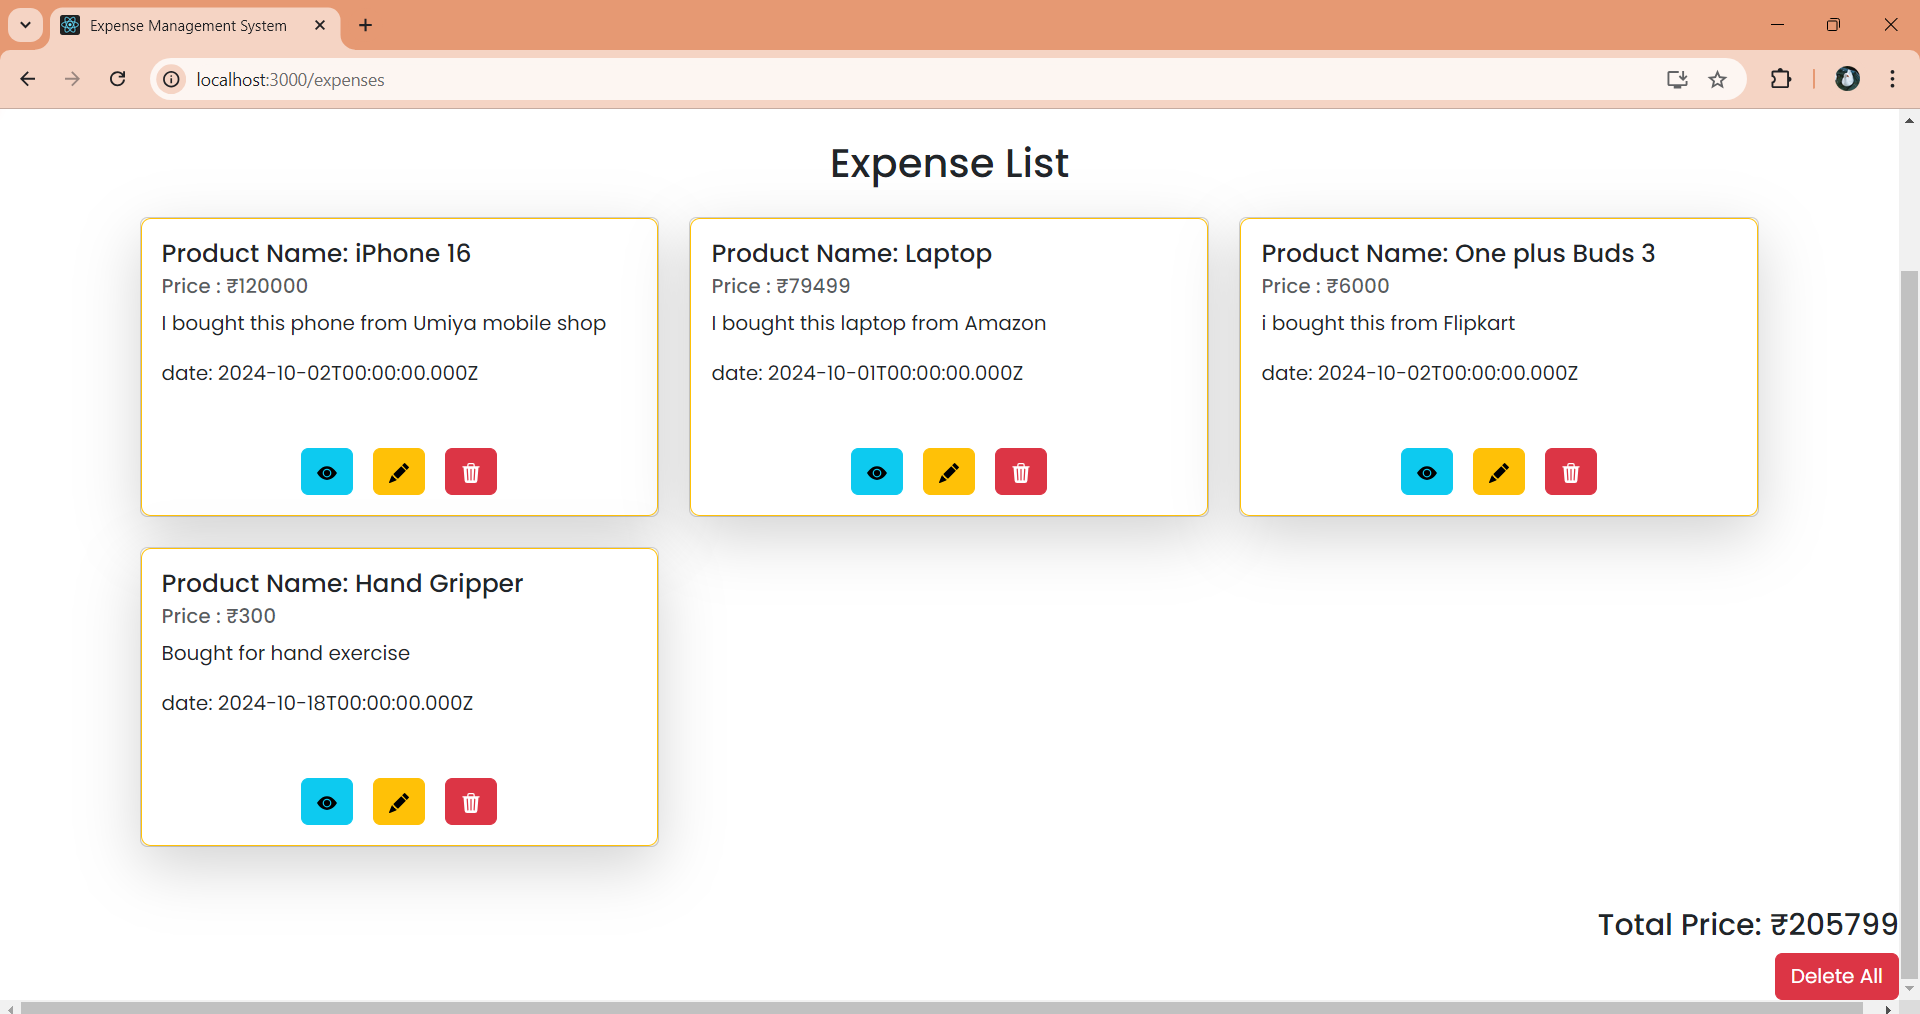 Expense Management System
localhost:3000/expenses
Expense List
Product Name: iPhone 16
Price : ₹120000
I bought this phone from Umiya mobile shop
date: 2024-10-02T00:00:00.000Z
Product Name: Laptop
Price : ₹79499
I bought this laptop from Amazon
date: 2024-10-01T00:00:00.000Z
Product Name: One plus Buds 3
Price : ₹6000
i bought this from Flipkart
date: 2024-10-02T00:00:00.000Z
Product Name: Hand Gripper
Price : ₹300
Bought for hand exercise
date: 2024-10-18T00:00:00.000Z
Total Price: ₹205799
Delete All